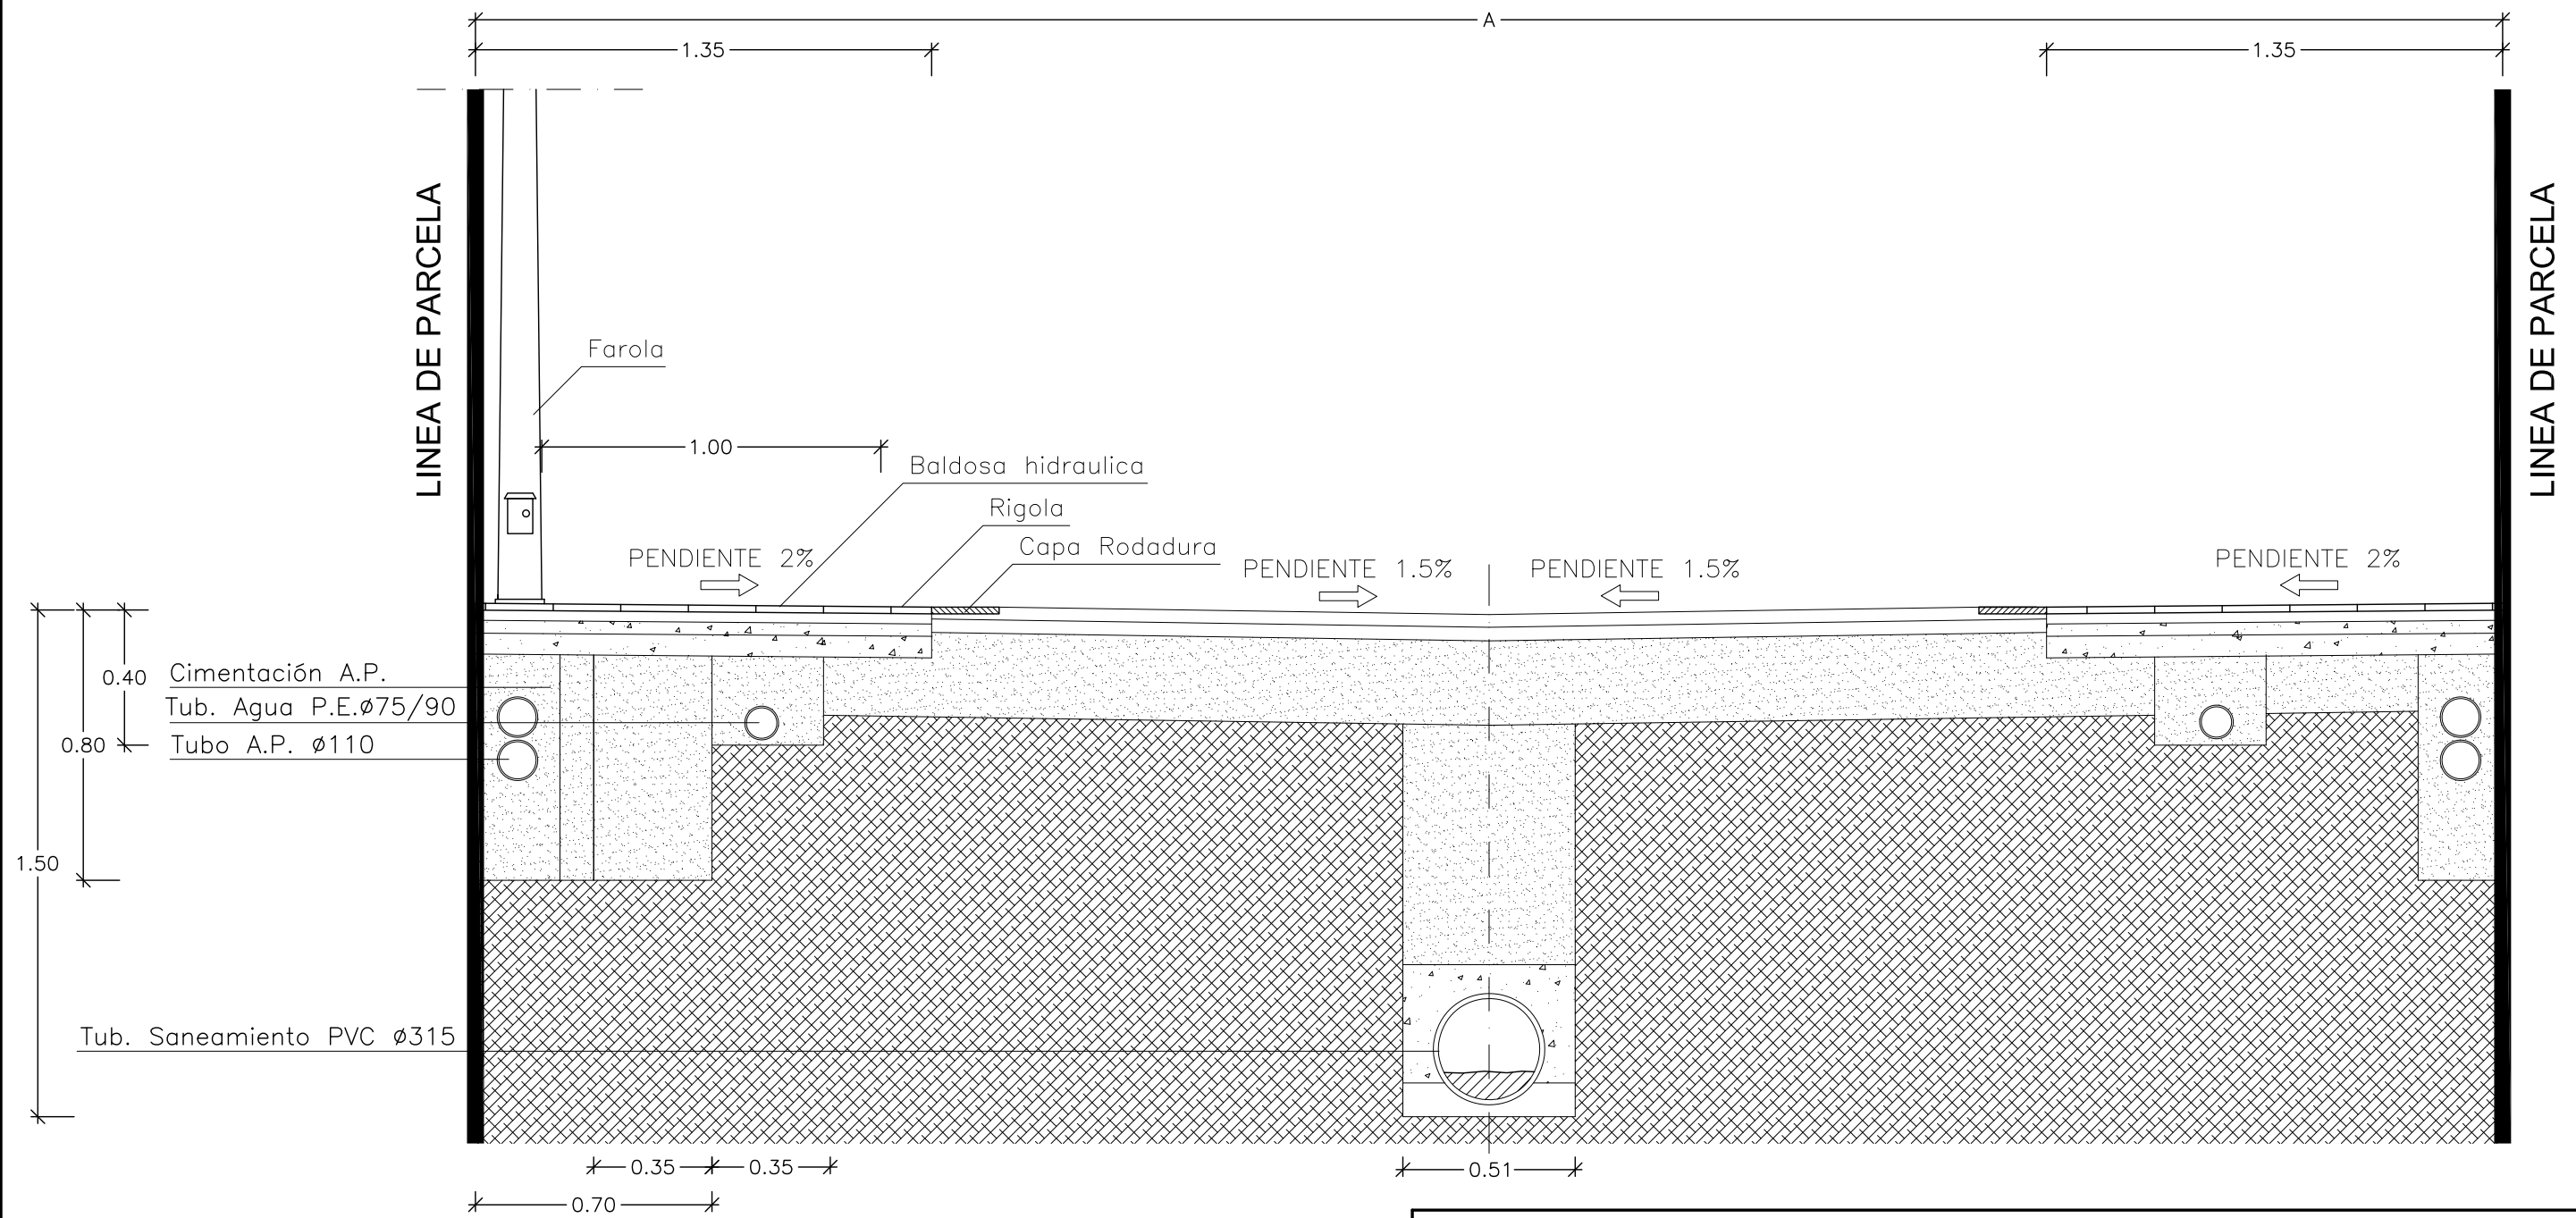 A
1.35
1.35
LINEA DE PARCELA
LINEA DE PARCELA
Farola
1.00
Baldosa hidraulica
Rigola
Capa Rodadura
PENDIENTE 2%
PENDIENTE 1.5%
PENDIENTE 1.5%
PENDIENTE 2%
0.40
Cimentación A.P.
Tub. Agua P.E.ø75/90
0.80
Tubo A.P. ø110
1.50
Tub. Saneamiento PVC ø315
0.35
0.35
0.51
0.70